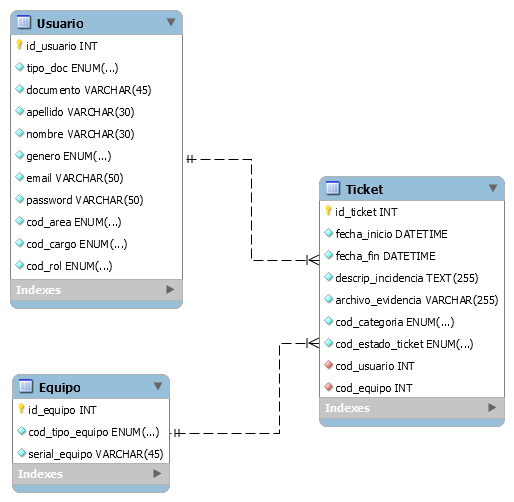 Usuario
id_usuario INT
tipo_doc ENUM(...)
documento VARCHAR(45)
apellido VARCHAR(30)
nombre VARCHAR(30)
genero ENUM(...)
email VARCHAR(50)
password VARCHAR(50)
cod_area ENUM(...)
cod_cargo ENUM(...)
cod_rol ENUM(...)
Indexes
Ticket
id_ticket INT
fecha_inicio DATETIME
fecha_fin DATETIME
descrip_incidencia TEXT(255)
archivo_evidencia VARCHAR(255)
cod_categoria ENUM(...)
cod_estado_ticket ENUM(...)
cod_usuario INT
cod_equipo INT
Indexes
Equipo
id_equipo INT
cod_tipo_equipo ENUM(...)
serial_equipo VARCHAR(45)
Indexes